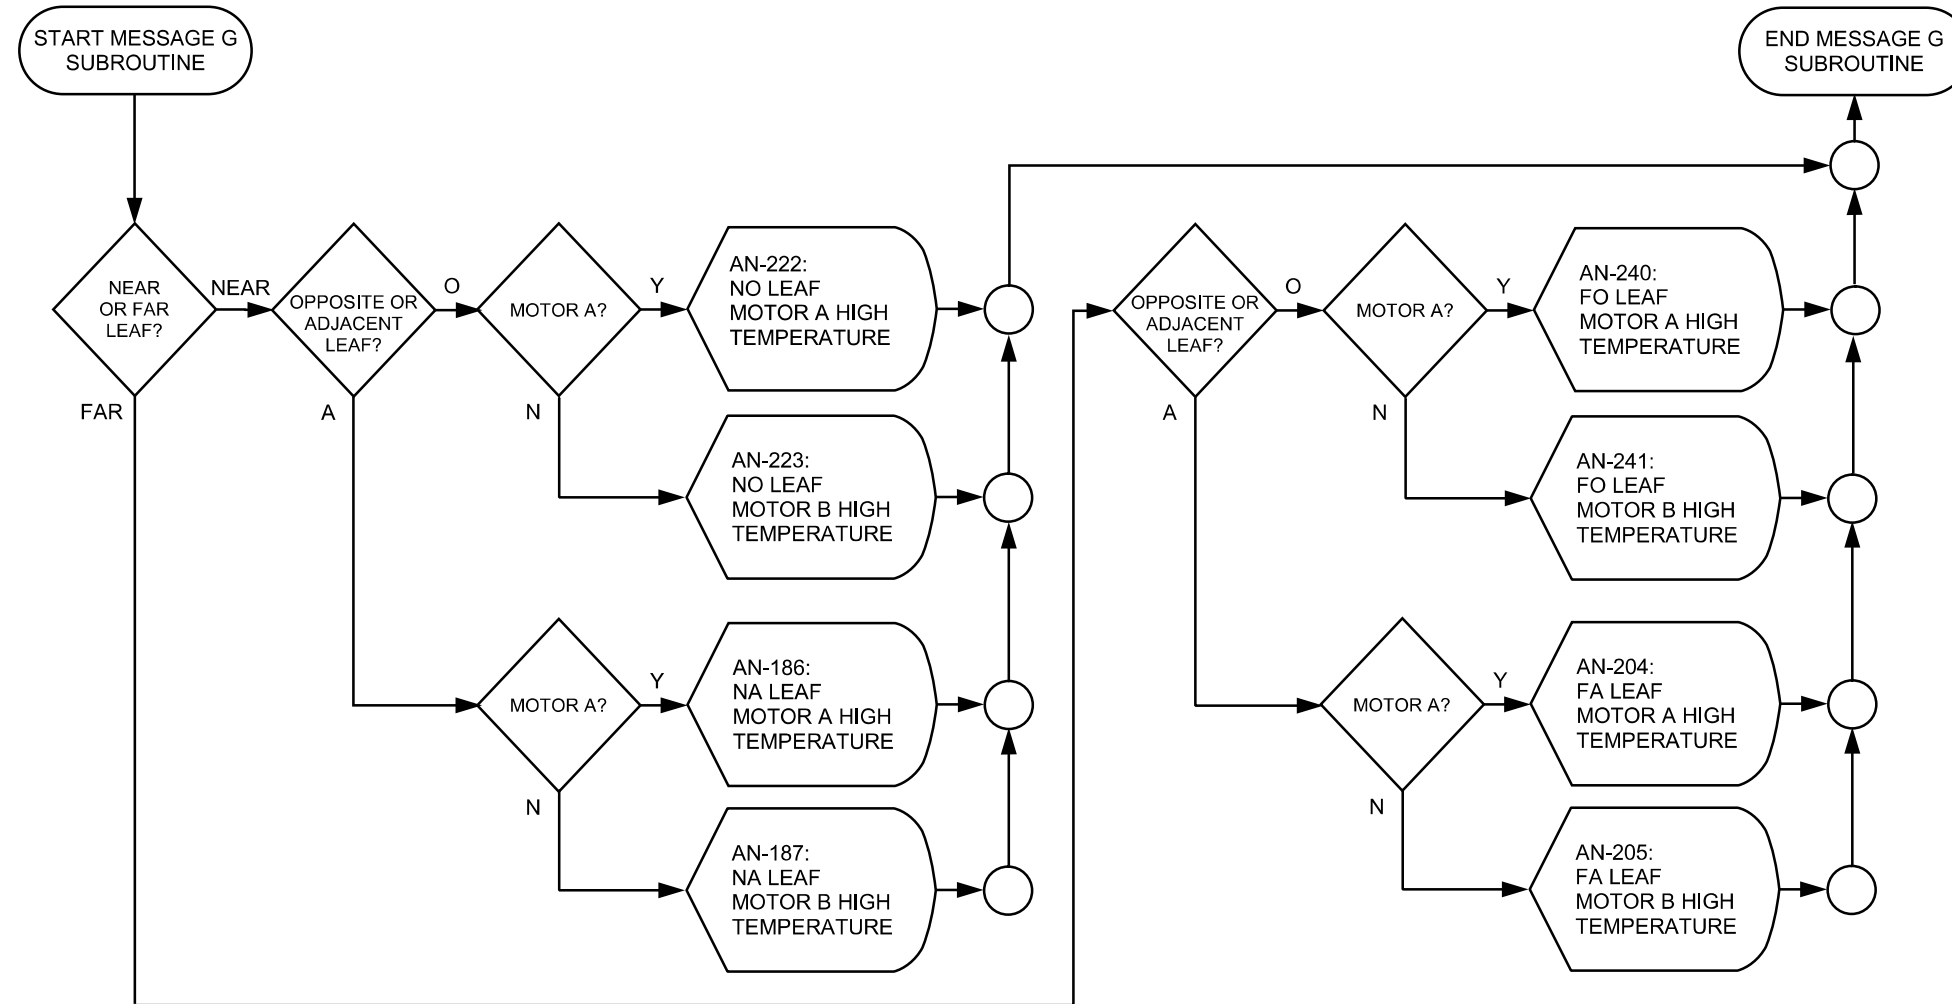 START MESSAGE G
SUBROUTINE
END MESSAGE G
SUBROUTINE
NEAR
OR FAR
LEAF?
NEAR
FAR
OPPOSITE OR
ADJACENT
LEAF?
O
A
MOTOR A?
Y
N
AN-222:
NO LEAF
MOTOR A HIGH
TEMPERATURE
AN-223:
NO LEAF
MOTOR B HIGH
TEMPERATURE
MOTOR A?
Y
N
AN-186:
NA LEAF
MOTOR A HIGH
TEMPERATURE
AN-187:
NA LEAF
MOTOR B HIGH
TEMPERATURE
OPPOSITE OR
ADJACENT
LEAF?
O
A
MOTOR A?
Y
N
AN-240:
FO LEAF
MOTOR A HIGH
TEMPERATURE
AN-241:
FO LEAF
MOTOR B HIGH
TEMPERATURE
MOTOR A?
Y
N
AN-204:
FA LEAF
MOTOR A HIGH
TEMPERATURE
AN-205:
FA LEAF
MOTOR B HIGH
TEMPERATURE